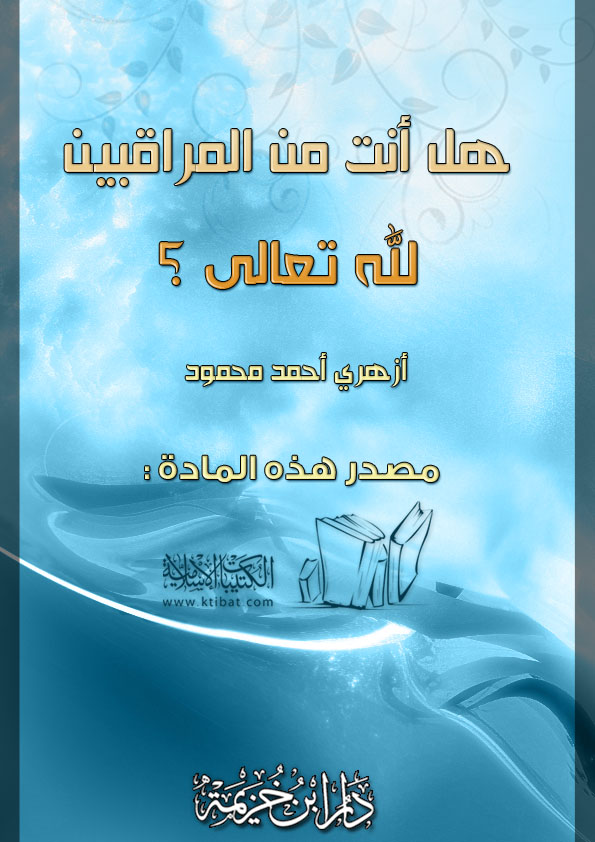 هل أنت من المراقبين
لله تعالى ؟
أزهري أحمد محمود
مصدر هذه المادة :
الكتيبات الإسلامية
www.ktibat.com
دار ابن خزيمة